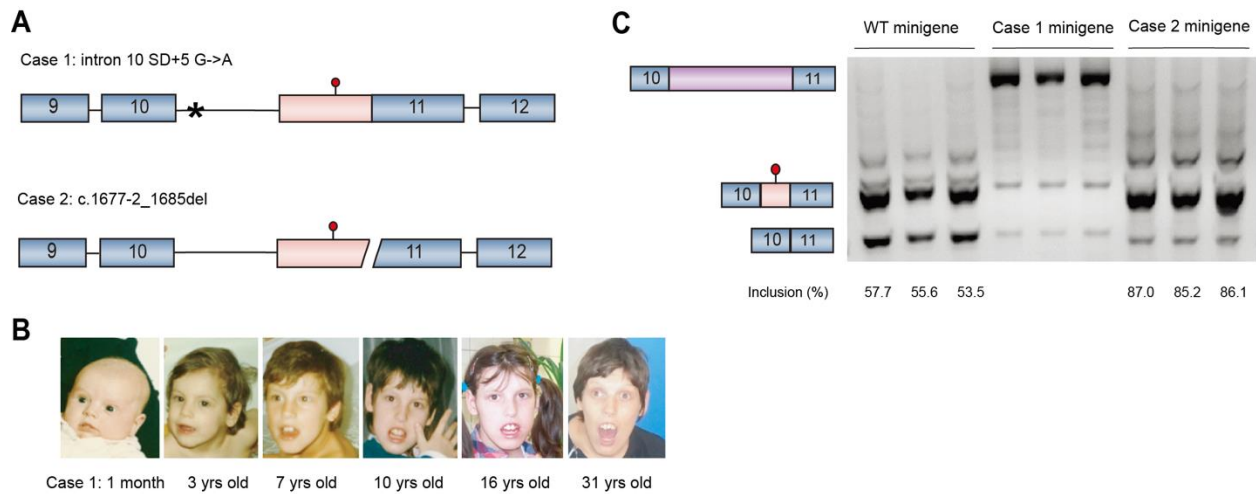 A
Case 1: intron 10 SD+5 G->A
9 10 * 11 12
Case 2: c.1677-2_1685del
9 10 11 12
B
Case 1: 1 month 3 yrs old 7 yrs old 10 yrs old 16 yrs old 31 yrs old
C
WT minigene Case 1 minigene Case 2 minigene
10 11
10 11
10 11
Inclusion (%) 57.7 55.6 53.5 87.0 85.2 86.1